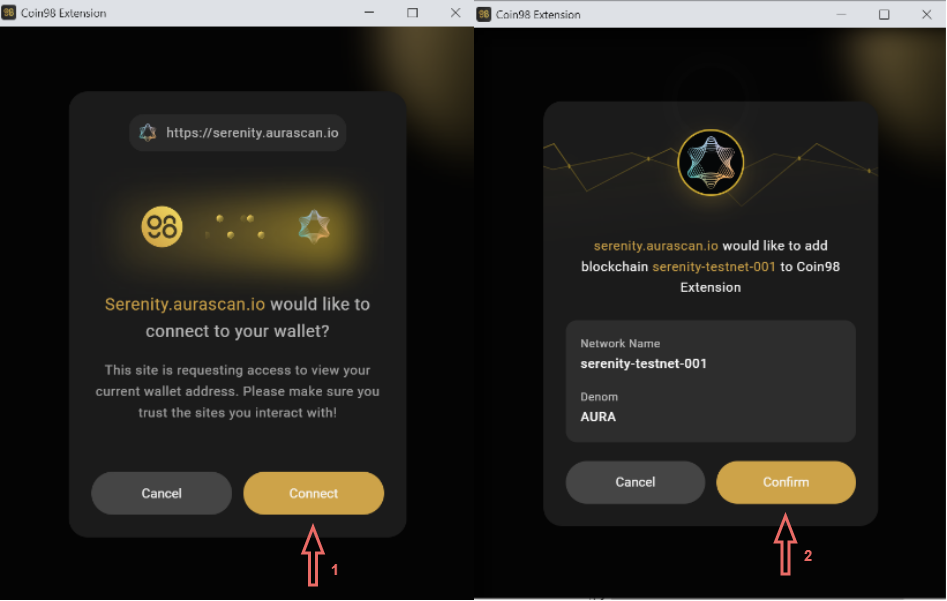 Coin98 Extension
https://serenity.aurascan.io
98
Serenity.aurascan.io would like to
connect to your wallet?
This site is requesting access to view your
current wallet address. Please make sure you
trust the sites you interact with!
Cancel
Connect
1
Coin98 Extension
serenity.aurascan.io would like to add
blockchain serenity-testnet-001 to Coin98
Extension
Network Name
serenity-testnet-001
Denom
AURA
Cancel
Confirm
2